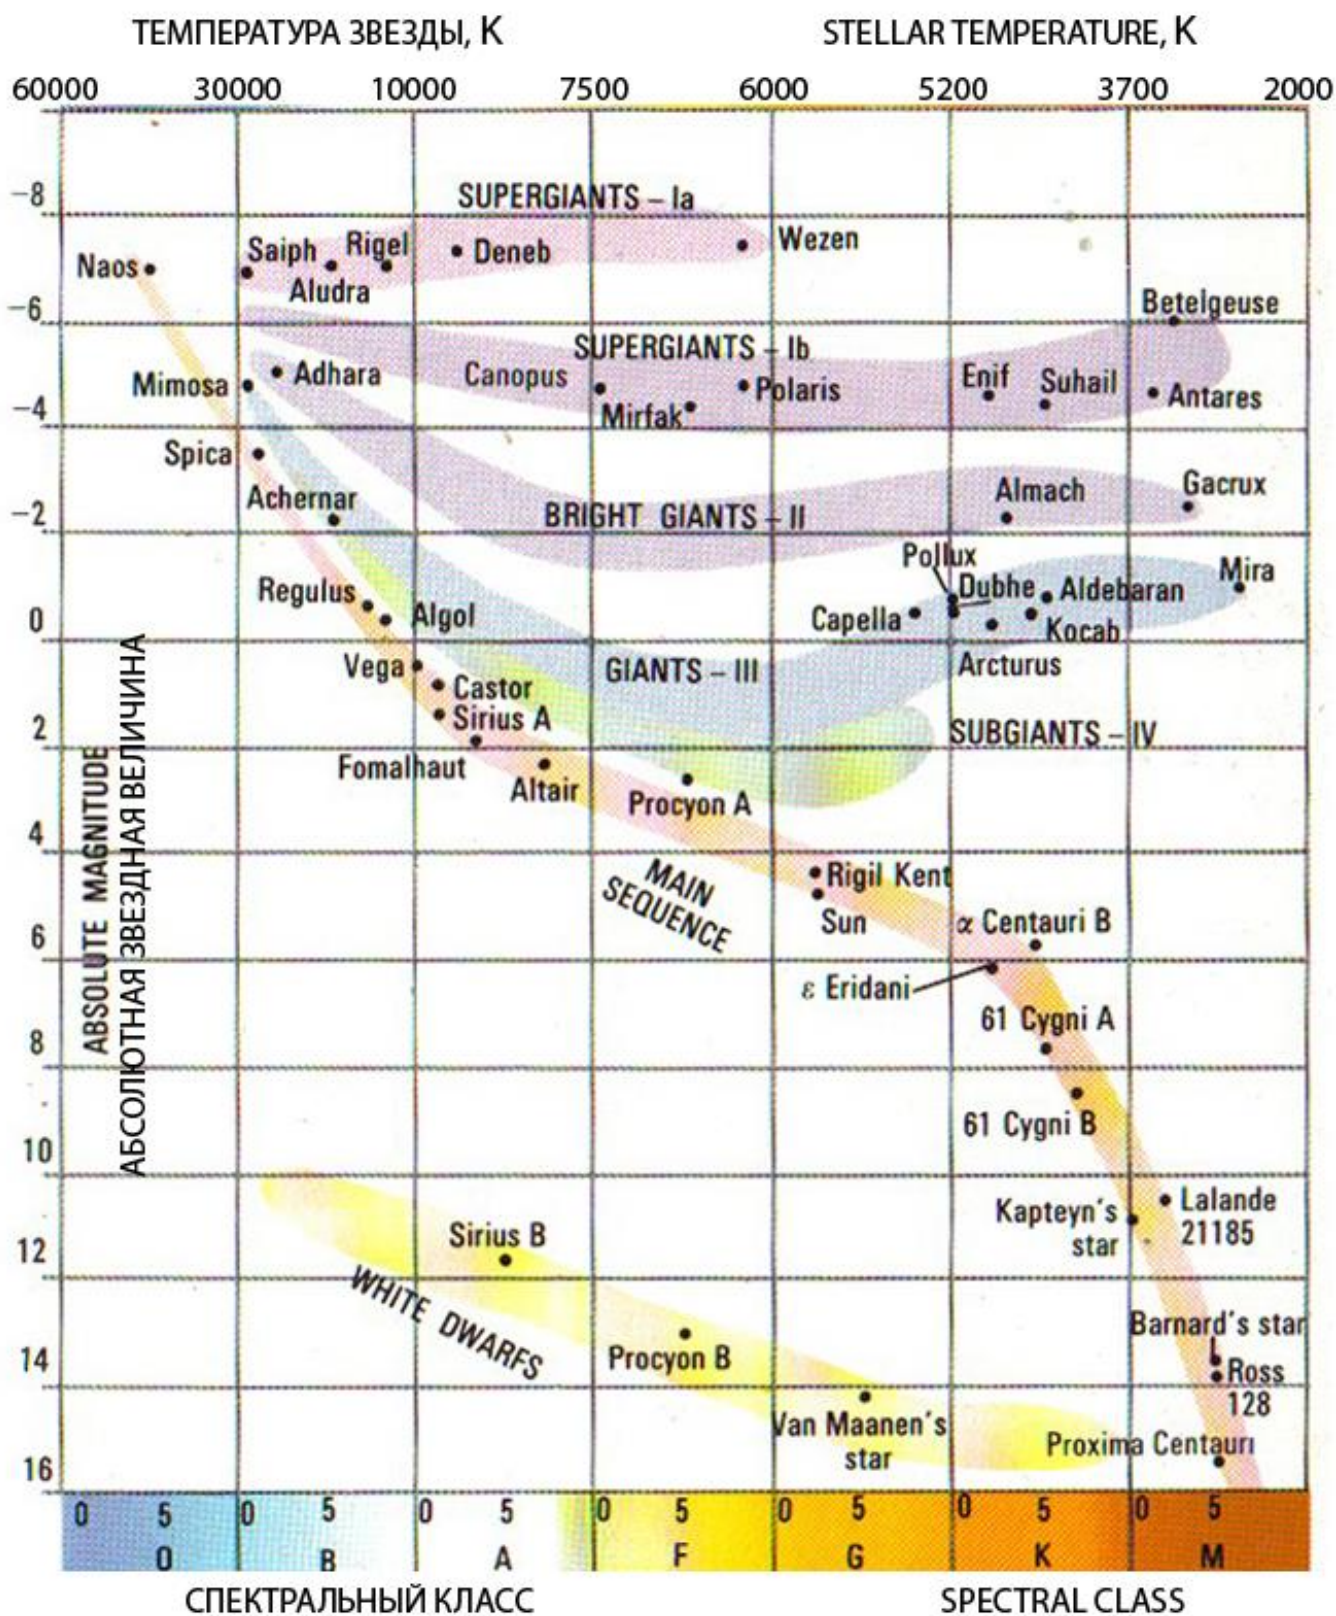 ТЕМПЕРАТУРА ЗВЕЗДЫ, К
STELLAR TEMPERATURE, K
60000 300000 100000 7500 6000 5200 3700 2000
-8
SUPERGIANTS - Ia
Naos
Saiph
Rigel
Aludra
Deneb
Wezen
-6
Betelgeuse
SUPERGIANTS - Ib
Mimosa
Adhara
Canopus
Mirfak
Polaris
Enif
Suhail
Antares
-4
Spica
Achernar
-2
BRIGHT GIANTS - II
Almach
Gacrux
Pollux
Dubhe
Aldebaran
Mira
Regulus
Algol
Capella
Kocab
0
Vega
GIANTS - III
Arcturus
Castor
Sirius A
2
SUBGIANTS - IV
Fomalhaut
Altair
Procyon A
4
MAIN
SEQUENCE
Rigil Kent
Sun
α Centauri B
6
ε Eridani
61 Cygni A
8
61 Cygni B
10
ABSOLUTE MAGNITUDE
АБСОЛЮТНАЯ ЗВЕЗДНАЯ ВЕЛИЧИНА
Kapteyn's
star
Lalande
21185
Sirius B
12
WHITE DWARFS
Barnard's star
Procyon B
14
Ross
128
Van Maanen's
star
Proxima Centauri
16
0 5 0 5 0 5 0 5 0 5 0 5 0 5
O B A F G K M
СПЕКТРАЛЬНЫЙ КЛАСС
SPECTRAL CLASS